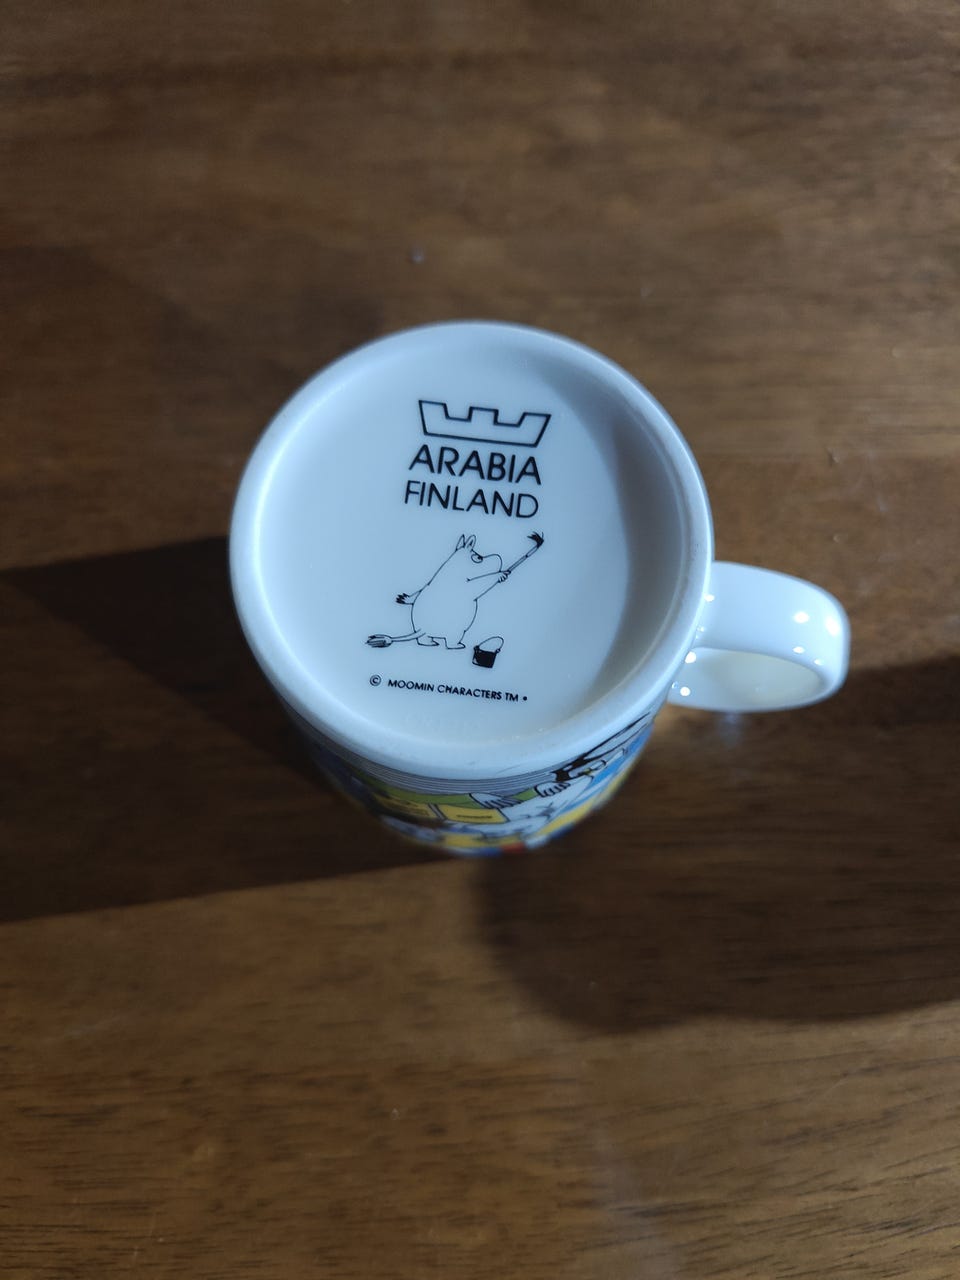 ARABIA
FINLAND
© MOOMIN CHARACTERS TM •